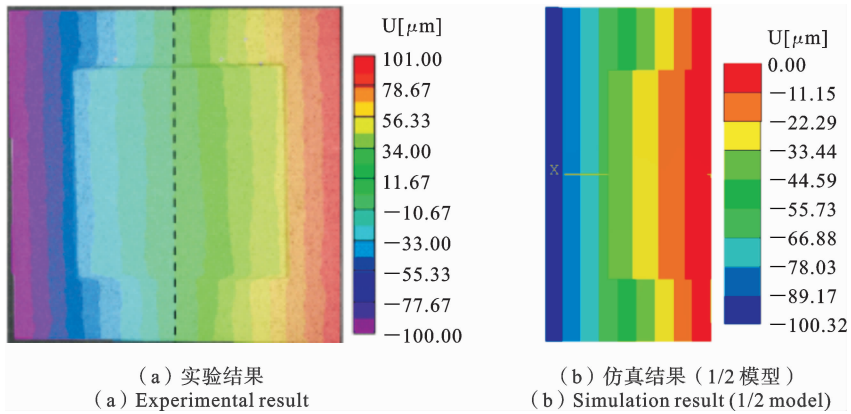 U[μm]
101.00
78.67
56.33
34.00
11.67
－10.67
－33.00
－55.33
－77.67
－100.00
（a）实验结果
（a）Experimental result
U[μm]
0.00
－11.15
－22.29
－33.44
－44.59
－55.73
－66.88
－78.03
－89.17
－100.32
X
（b）仿真结果（1/2 模型）
（b）Simulation result (1/2 model)